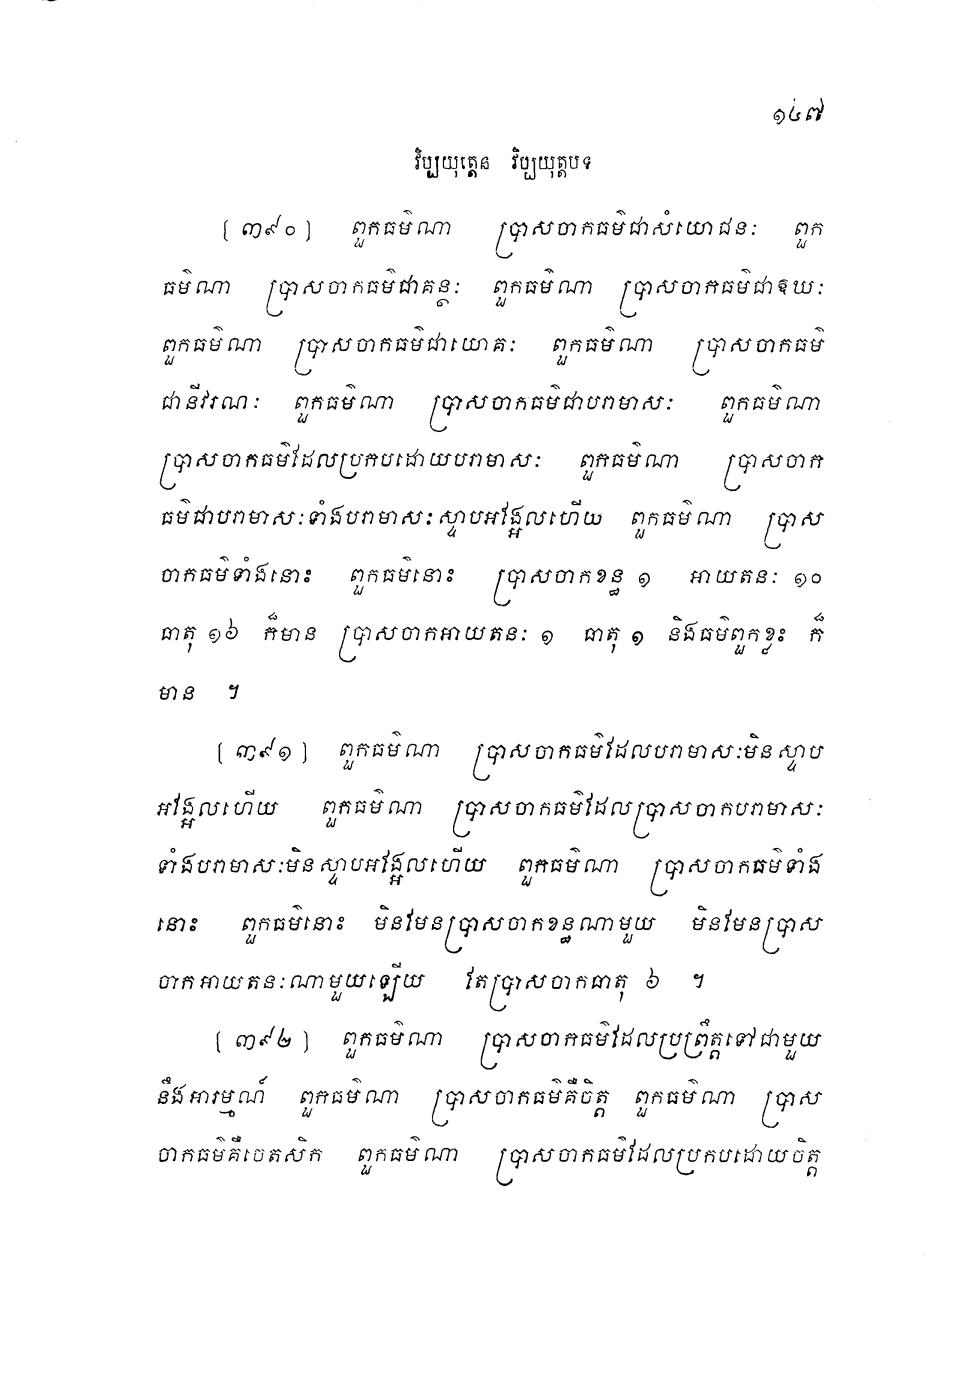 ១៤៧
វិប្បយុត្តេន វិប្បយុត្តបទ
[៣៩០] ពួកធម៌ណា ប្រាសចាកធម៌ជាសំយោជនៈ ពួក
ធម៌ណា ប្រាសចាកធម៌ជាគន្ថៈ ពួកធម៌ណា ប្រាសចាកធម៌ជាឱឃៈ
ពួកធម៌ណា ប្រាសចាកធម៌ជាយោគៈ ពួកធម៌ណា ប្រាសចាកធម៌
ជានីវរណៈ ពួកធម៌ណា ប្រាសចាកធម៌ជាបរាមាសៈ ពួកធម៌ណា
ប្រាសចាកធម៌ដែលប្រកបដោយបរាមាសៈ ពួកធម៌ណា ប្រាសចាក
ធម៌ជាបរាមាសៈទាំងបរាមាសៈស្ទាបអង្អែលហើយ ពួកធម៌ណា ប្រាស
ចាកធម៌ទាំងនោះ ពួកធម៌នោះ ប្រាសចាកខន្ធ ១ អាយតនៈ ១០
ធាតុ ១៦ ក៏មាន ប្រាសចាកអាយតនៈ ១ ធាតុ ១ និងធម៌ពួកខ្លះ ក៏
មាន ។
[៣៩១] ពួកធម៌ណា ប្រាសចាកធម៌ដែលបរាមាសៈមិនស្ទាប
អង្អែលហើយ ពួកធម៌ណា ប្រាសចាកធម៌ដែលប្រាសចាកបរាមាសៈ
ទាំងបរាមាសៈមិនស្ទាបអង្អែលហើយ ពួកធម៌ណា ប្រាសចាកធម៌ទាំង
នោះ ពួកធម៌នោះ មិនមែនប្រាសចាកខន្ធណាមួយ មិនមែនប្រាស
ចាកអាយតនៈណាមួយឡើយ តែប្រាសចាកធាតុ ៦ ។
[៣៩២] ពួកធម៌ណា ប្រាសចាកធម៌ដែលប្រព្រឹត្តទៅជាមួយ
នឹងអារម្មណ៍ ពួកធម៌ណា ប្រាសចាកធម៌គឺចិត្ត ពួកធម៌ណា ប្រាស
ចាកធម៌គឺចេតសិក ពួកធម៌ណា ប្រាសចាកធម៌ដែលប្រកបដោយចិត្ត